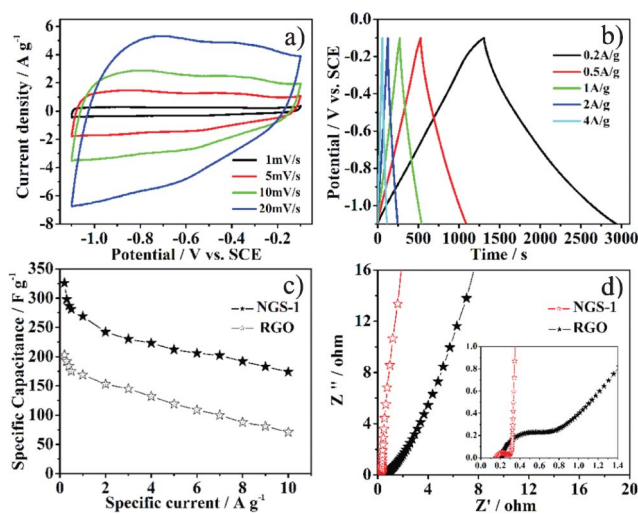 a)
Current density / A g⁻¹
6
4
2
0
-2
-4
-6
-8
1mV/s
5mV/s
10mV/s
20mV/s
-1.0 -0.8 -0.6 -0.4 -0.2
Potential / V vs. SCE
b)
Potential / V vs. SCE
0.0
-0.2
-0.4
-0.6
-0.8
-1.0
0.2A/g
0.5A/g
1A/g
2A/g
4A/g
0 500 1000 1500 2000 2500 3000
Time / s
c)
Specific Capacitance / F g⁻¹
350
300
250
200
150
100
50
0
NGS-1
RGO
0 2 4 6 8 10
Specific current / A g⁻¹
d)
Z'' / ohm
16
12
8
4
0
NGS-1
RGO
1.0
0.8
0.6
0.4
0.2
0.0
0.0 0.2 0.4 0.6 0.8 1.0 1.2 1.4
0 4 8 12 16 20
Z' / ohm